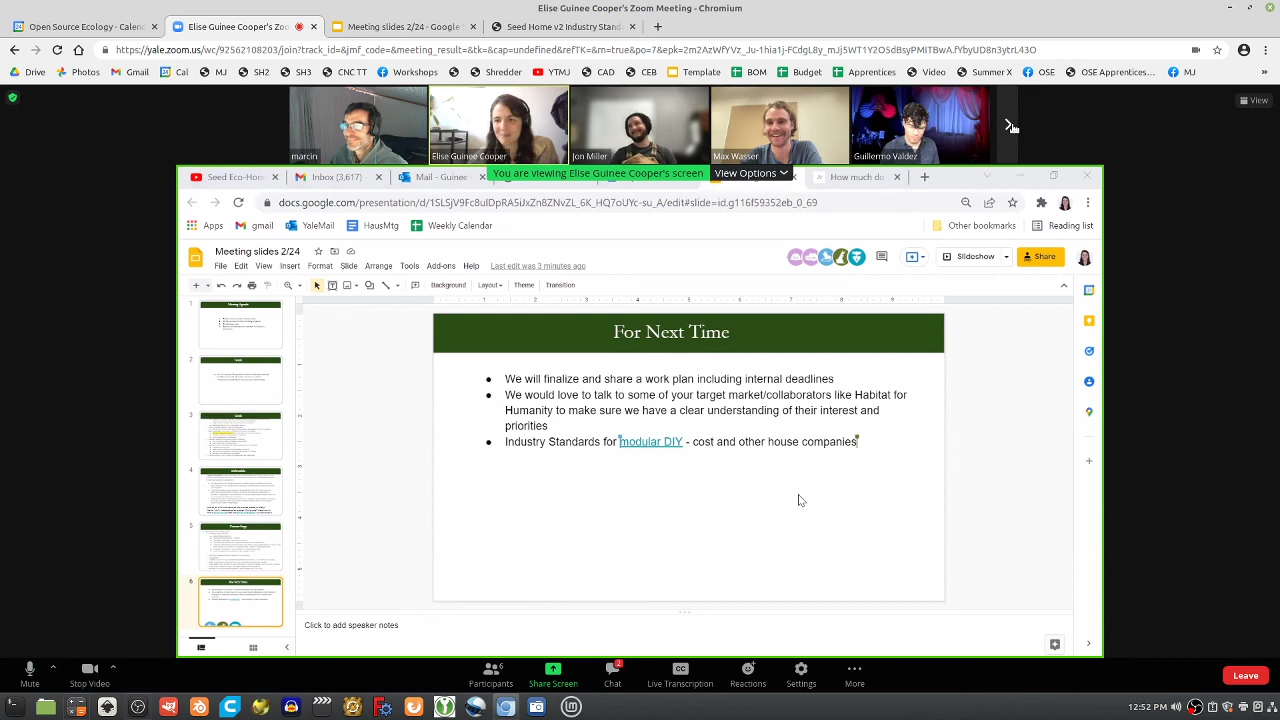 Elise Guinee Cooper's Zoom Meeting - Chromium
Open Source Ecology - Calen
Elise Guinee Cooper's Zoo
Meeting slides 2/24 - Google
Seed Home v2 Industry Stand
https://yale.zoom.us/wc/92562108203/join?track_id=&jmf_code=&meeting_result=&tk=&cap=undefined&refTK=&m=true&po=7&epk=2m2AzWfYVz_Ju-1hia1j-FCdgL8y_mJj5WT1Y2O5dBsyPMITBwA.fYbyUD8n3ytrL43O
Drive Photos Gmail Cal MJ SH2 SH3 CNC TT Workshops Shredder YTMJ CAD CEB Template BOM Budget Apprentices Video Summer X OSE OSE Apprentices... MJ »
View
marcin
Elise Guinee Cooper
Jon Miller
Max Wasser
Guillermo Valdez
You are viewing Elise Guinee Cooper's screen
View Options
Seed Eco-Hom
Inbox (3,617)
Mail - Guinee C
How much do
docs.google.com/presentation/d/
Apps gmail YaleMail HausMtg Weekly Calendar Other bookmarks Reading list
Meeting slides 2/24
File Edit View Insert Format Slide Arrange Tools Add-ons Help Last edit was 3 minutes ago
Slideshow
Share
Background Layout Theme Transition
1
2
3
4
5
6
For Next Time
● We will finalize and share a work plan including internal deadlines
● We would love to talk to some of your target market/collaborators like Habitat for
Humanity to make sure we have clear understanding of their interest and
● Industry Standards for modular DIY - cost and other house companies
Click to add speaker notes
Mute
Stop Video
Participants 6
Share Screen
Chat 2
Live Transcription
Reactions
Settings
More
Leave
12:52 PM